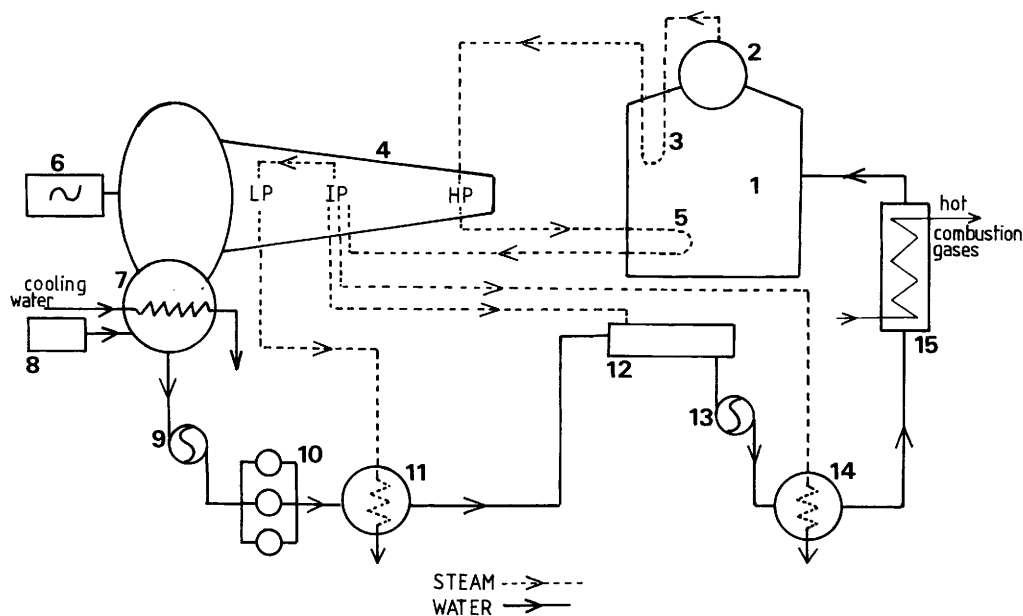 2
3
4
1
6
LP IP HP
5
hot
combustion
gases
7
cooling
water
8
12
15
13
9
10
11
14
STEAM
WATER